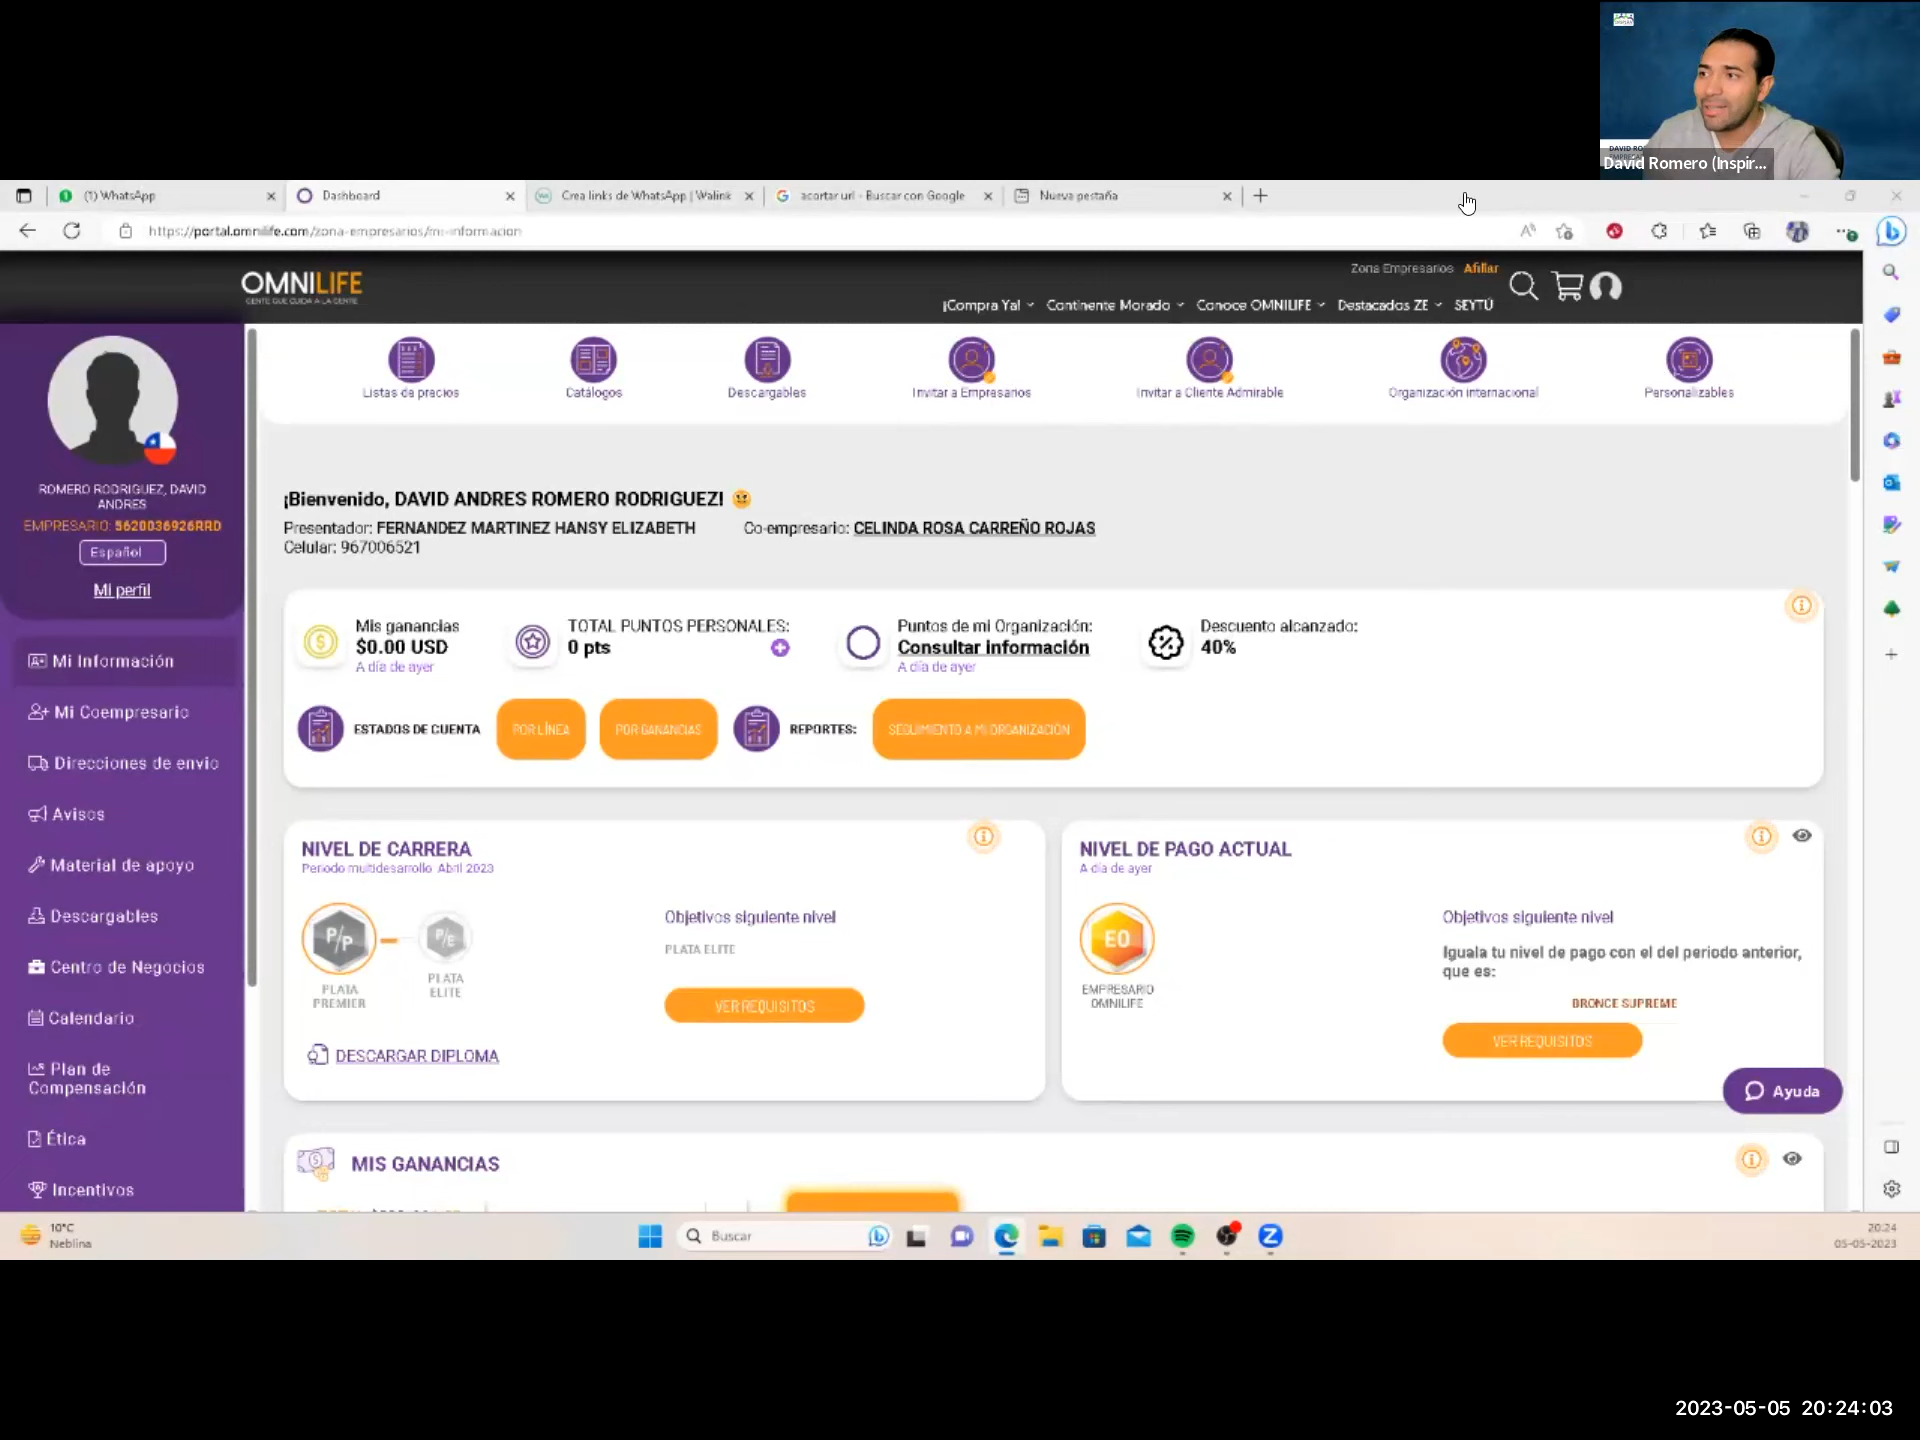 David Romero (Inspir...
(1) WhatsApp
Dashboard
Crea links de WhatsApp | Walink
acortar url - Buscar con Google
Nueva pestaña
https://portal.omnilife.com/zona-empresarios/mi-informacion
OMNILIFE
GENTE QUE CUIDA A LA GENTE
Zona Empresarios Afiliar
¡Compra Ya!
Continente Morado
Conoce OMNILIFE
Destacados ZE
SEYTÚ
Listas de precios
Catálogos
Descargables
Invitar a Empresarios
Invitar a Cliente Admirable
Organización internacional
Personalizables
ROMERO RODRIGUEZ, DAVID
ANDRES
EMPRESARIO: 5620036926RRD
Español
Mi perfil
Mi Información
Mi Coempresario
Direcciones de envio
Avisos
Material de apoyo
Descargables
Centro de Negocios
Calendario
Plan de
Compensación
Ética
Incentivos
¡Bienvenido, DAVID ANDRES ROMERO RODRIGUEZ!
Presentador: FERNANDEZ MARTINEZ HANSY ELIZABETH
Co-empresario: CELINDA ROSA CARREÑO ROJAS
Celular: 967006521
Mis ganancias
$0.00 USD
A día de ayer
TOTAL PUNTOS PERSONALES:
0 pts
Puntos de mi Organización:
Consultar información
A día de ayer
Descuento alcanzado:
40%
ESTADOS DE CUENTA
POR LÍNEA
POR GANANCIAS
REPORTES:
SEGUIMIENTO A MI ORGANIZACIÓN
NIVEL DE CARRERA
Periodo multidesarrollo Abril 2023
P/P
PLATA
PREMIER
P/E
PLATA
ELITE
Objetivos siguiente nivel
PLATA ELITE
VER REQUISITOS
DESCARGAR DIPLOMA
NIVEL DE PAGO ACTUAL
A día de ayer
EO
EMPRESARIO
OMNILIFE
Objetivos siguiente nivel
Iguala tu nivel de pago con el del periodo anterior,
que es:
BRONCE SUPREME
VER REQUISITOS
Ayuda
MIS GANANCIAS
10°C
Neblina
Buscar
20:24
05-05-2023
2023-05-05 20:24:03